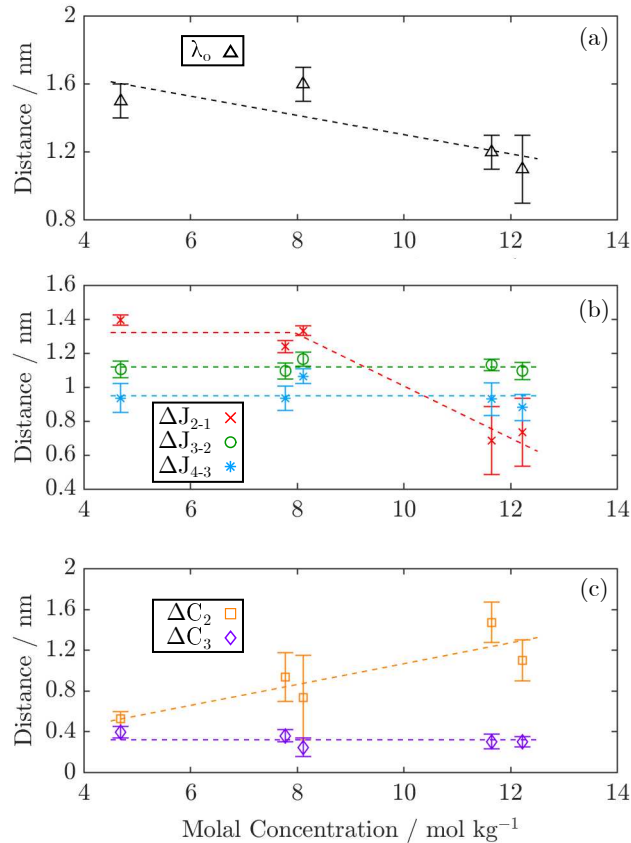 2
(a)
λₒ
1.6
1.2
0.8
Distance / nm
4 6 8 10 12 14
1.6
(b)
1.4
1.2
1
0.8
0.6
0.4
Distance / nm
ΔJ₂₋₁
ΔJ₃₋₂
ΔJ₄₋₃
4 6 8 10 12 14
2
(c)
1.6
1.2
0.8
0.4
0
Distance / nm
ΔC₂
ΔC₃
4 6 8 10 12 14
Molal Concentration / mol kg⁻¹